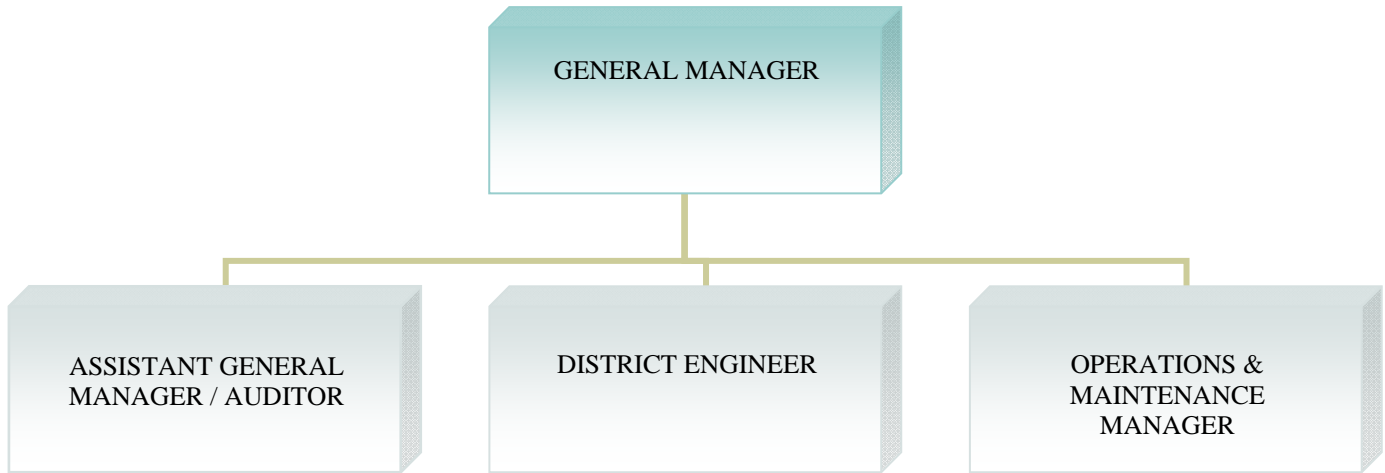 GENERAL MANAGER
ASSISTANT GENERAL
MANAGER / AUDITOR
DISTRICT ENGINEER
OPERATIONS &
MAINTENANCE
MANAGER